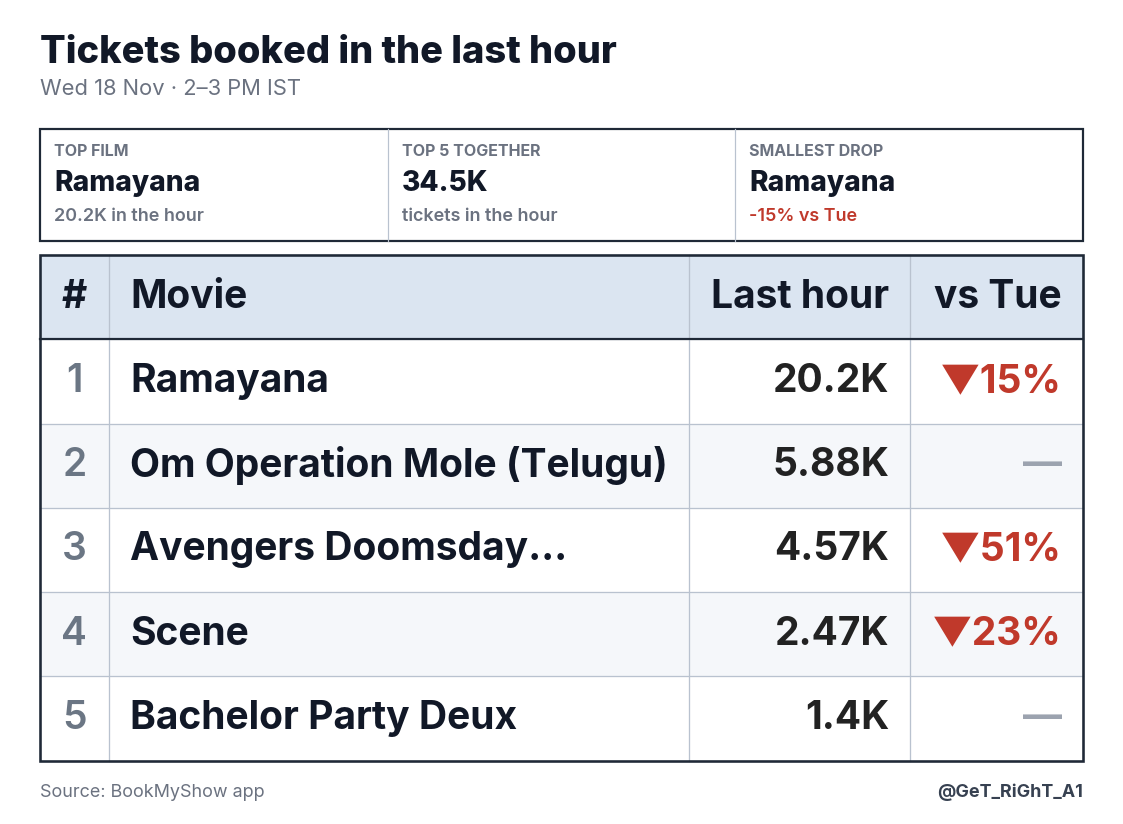 Tickets booked in the last hour
Wed 18 Nov · 2–3 PM IST
TOP FILM
Ramayana
20.2K in the hour
TOP 5 TOGETHER
34.5K
tickets in the hour
SMALLEST DROP
Ramayana
-15% vs Tue
# Movie Last hour vs Tue
1 Ramayana 20.2K ▼15%
2 Om Operation Mole (Telugu) 5.88K —
3 Avengers Doomsday... 4.57K ▼51%
4 Scene 2.47K ▼23%
5 Bachelor Party Deux 1.4K —
Source: BookMyShow app @GeT_RiGhT_A1